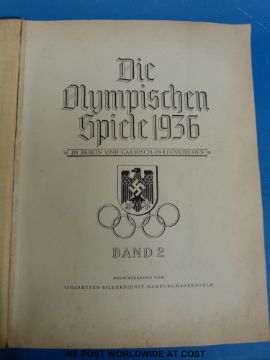 Die
Olympischen
Spiele 1936
IN BERLIN UND GARMISCH-PARTENKIRCHEN
BAND 2
HERAUSGEGEBEN VOM
CIGARETTEN-BILDERDIENST HAMBURG-BAHRENFELD
WE POST WORLDWIDE AT COST